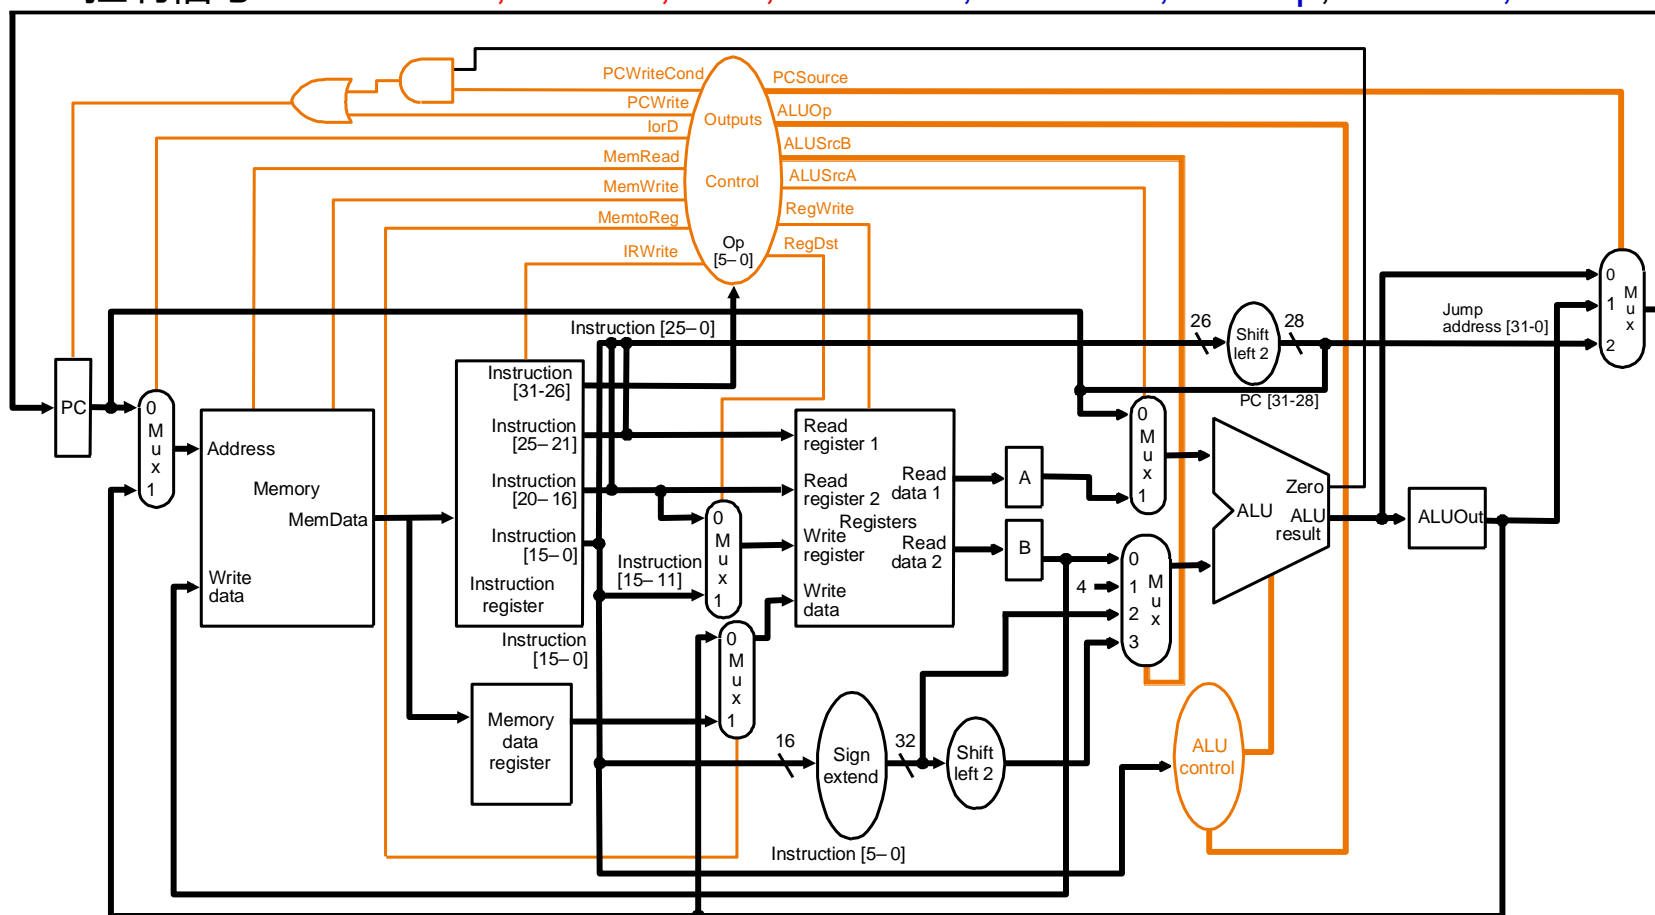 PCWriteCond
PCSource
PCWrite
ALUOp
Outputs
IorD
ALUSrcB
MemRead
ALUSrcA
Control
MemWrite
RegWrite
MemtoReg
RegDst
IRWrite
Op
[5–0]
Instruction [25–0]
26
Shift
left 2
28
Jump
address [31-0]
0
1
2
M
u
x
PC [31-28]
PC
0
M
u
x
1
Address
Memory
MemData
Write
data
Instruction
[31-26]
Instruction
[25–21]
Instruction
[20–16]
Instruction
[15–0]
Instruction
register
Instruction
[15–11]
0
M
u
x
1
Instruction
[15–0]
0
M
u
x
1
Memory
data
register
Read
register 1
Read
register 2
Registers
Write
register
Write
data
Read
data 1
Read
data 2
A
B
0
M
u
x
1
4
0
1
2
3
M
u
x
Zero
ALU
ALU
result
ALUOut
16
Sign
extend
32
Shift
left 2
ALU
control
Instruction [5–0]